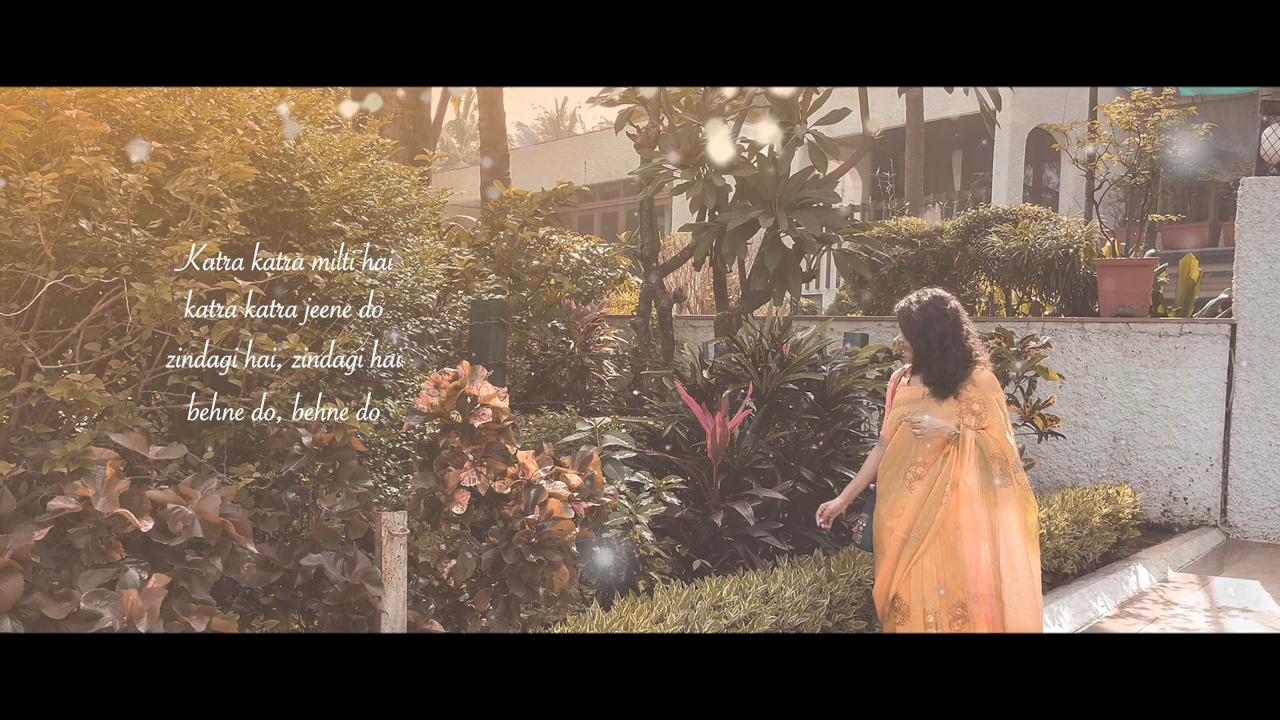 Katra katra milti hai
katra katra jeene do
zindagi hai, zindagi hai
behne do, behne do